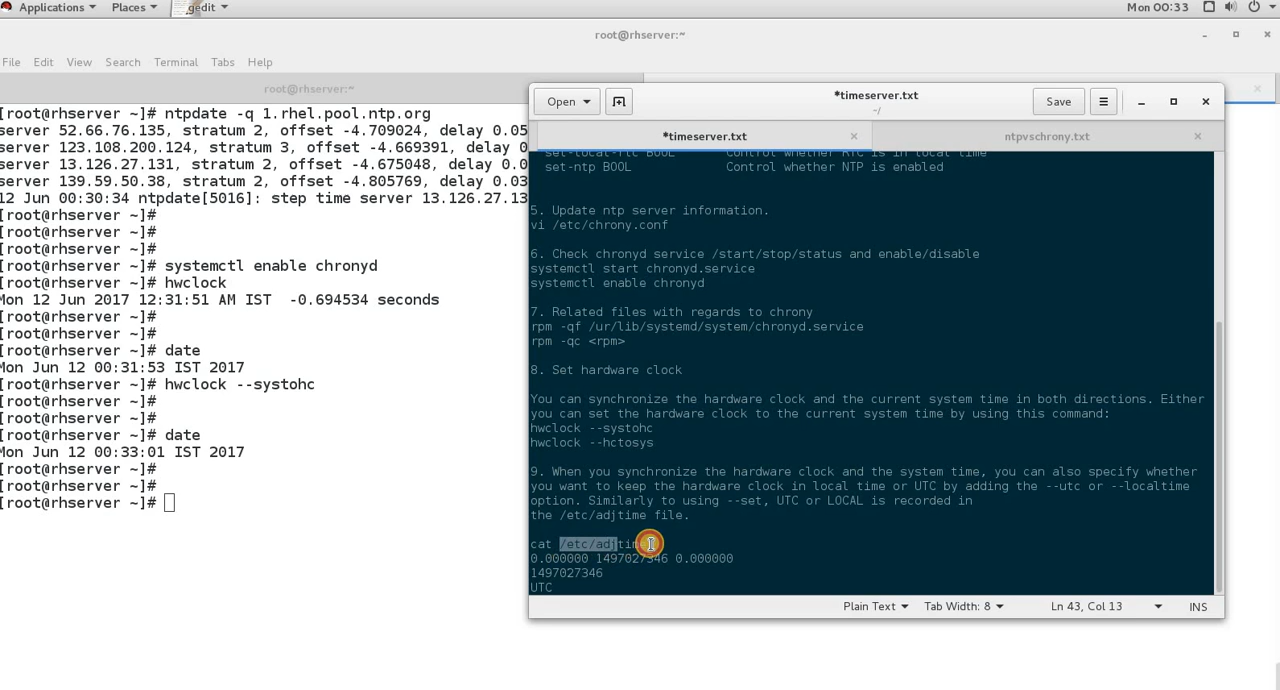 Applications Places gedit Mon 00:33
root@rhserver:~
File Edit View Search Terminal Tabs Help
root@rhserver:~
[root@rhserver ~]# ntpdate -q 1.rhel.pool.ntp.org
server 52.66.76.135, stratum 2, offset -4.709024, delay 0.05
server 123.108.200.124, stratum 3, offset -4.669391, delay 0
server 13.126.27.131, stratum 2, offset -4.675048, delay 0.0
server 139.59.50.38, stratum 2, offset -4.805769, delay 0.03
12 Jun 00:30:34 ntpdate[5016]: step time server 13.126.27.13
[root@rhserver ~]#
[root@rhserver ~]#
[root@rhserver ~]#
[root@rhserver ~]# systemctl enable chronyd
[root@rhserver ~]# hwclock
Mon 12 Jun 2017 12:31:51 AM IST -0.694534 seconds
[root@rhserver ~]#
[root@rhserver ~]#
[root@rhserver ~]# date
Mon Jun 12 00:31:53 IST 2017
[root@rhserver ~]# hwclock --systohc
[root@rhserver ~]#
[root@rhserver ~]#
[root@rhserver ~]# date
Mon Jun 12 00:33:01 IST 2017
[root@rhserver ~]#
[root@rhserver ~]#
[root@rhserver ~]#
Open *timeserver.txt Save
~/
*timeserver.txt ntpvschrony.txt
set-local-rtc BOOL Control whether RTC is in local time
set-ntp BOOL Control whether NTP is enabled
5. Update ntp server information.
vi /etc/chrony.conf
6. Check chronyd service /start/stop/status and enable/disable
systemctl start chronyd.service
systemctl enable chronyd
7. Related files with regards to chrony
rpm -qf /ur/lib/systemd/system/chronyd.service
rpm -qc <rpm>
8. Set hardware clock
You can synchronize the hardware clock and the current system time in both directions. Either
you can set the hardware clock to the current system time by using this command:
hwclock --systohc
hwclock --hctosys
9. When you synchronize the hardware clock and the system time, you can also specify whether
you want to keep the hardware clock in local time or UTC by adding the --utc or --localtime
option. Similarly to using --set, UTC or LOCAL is recorded in
the /etc/adjtime file.
cat /etc/adjtime
0.000000 1497027346 0.000000
1497027346
UTC
Plain Text Tab Width: 8 Ln 43, Col 13 INS